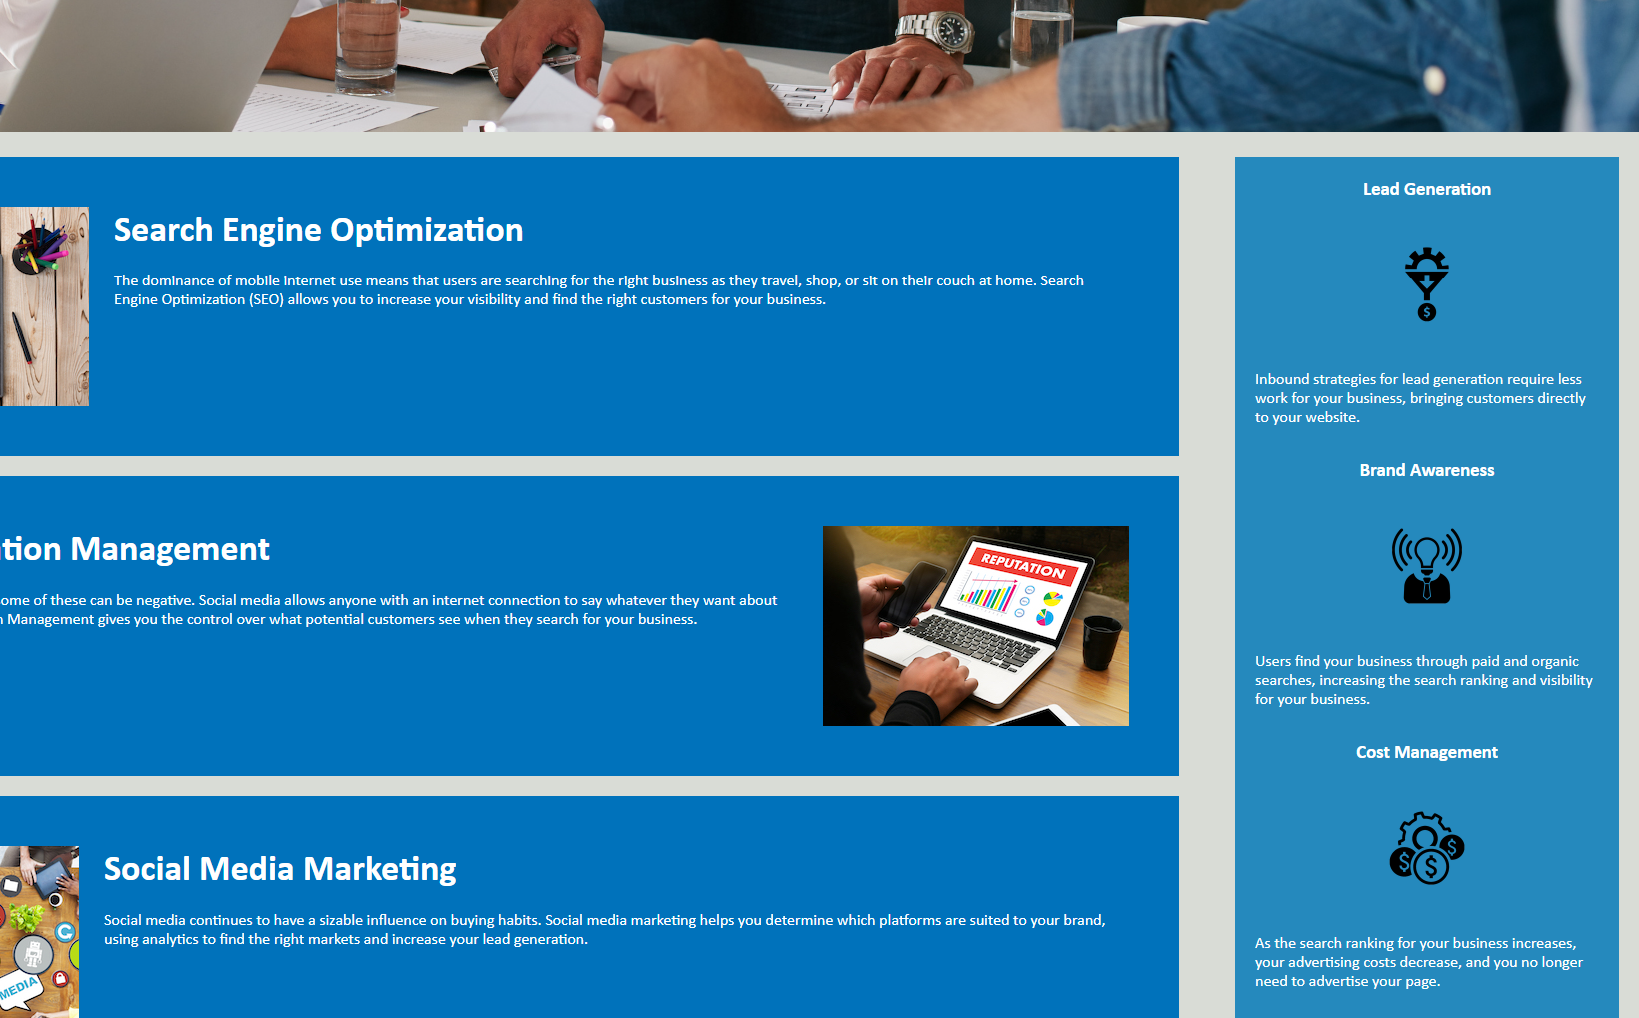 Search Engine Optimization
The dominance of mobile internet use means that users are searching for the right business as they travel, shop, or sit on their couch at home. Search
Engine Optimization (SEO) allows you to increase your visibility and find the right customers for your business.
tion Management
ome of these can be negative. Social media allows anyone with an internet connection to say whatever they want about
n Management gives you the control over what potential customers see when they search for your business.
REPUTATION
Social Media Marketing
Social media continues to have a sizable influence on buying habits. Social media marketing helps you determine which platforms are suited to your brand,
using analytics to find the right markets and increase your lead generation.
MEDIA
Lead Generation
$
Inbound strategies for lead generation require less
work for your business, bringing customers directly
to your website.
Brand Awareness
Users find your business through paid and organic
searches, increasing the search ranking and visibility
for your business.
Cost Management
$ $ $
As the search ranking for your business increases,
your advertising costs decrease, and you no longer
need to advertise your page.